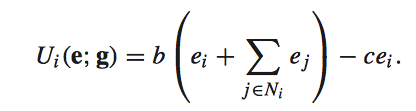 U_i(e; g) = b ( e_i + ∑_{j∈N_i} e_j ) − ce_i.